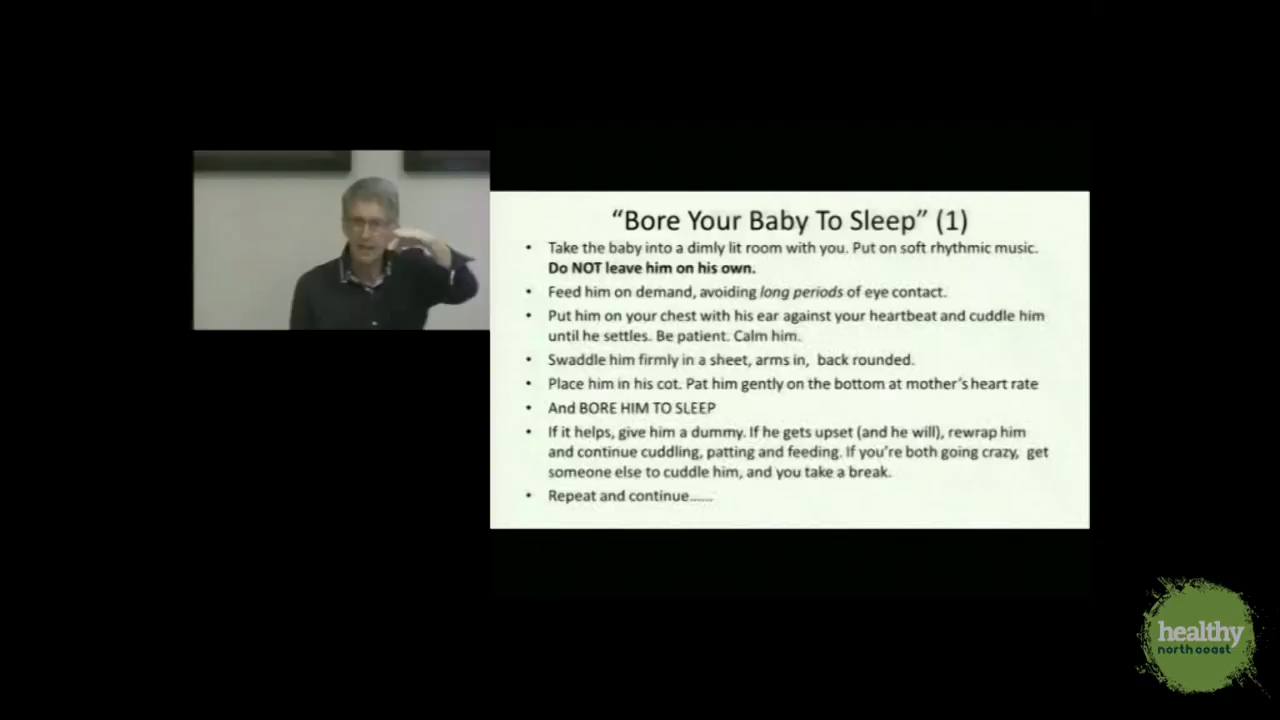 “Bore Your Baby To Sleep” (1)
• Take the baby into a dimly lit room with you. Put on soft rhythmic music.
Do NOT leave him on his own.
• Feed him on demand, avoiding long periods of eye contact.
• Put him on your chest with his ear against your heartbeat and cuddle him
until he settles. Be patient. Calm him.
• Swaddle him firmly in a sheet, arms in, back rounded.
• Place him in his cot. Pat him gently on the bottom at mother’s heart rate
• And BORE HIM TO SLEEP
• If it helps, give him a dummy. If he gets upset (and he will), rewrap him
and continue cuddling, patting and feeding. If you’re both going crazy, get
someone else to cuddle him, and you take a break.
• Repeat and continue……
healthy
north coast